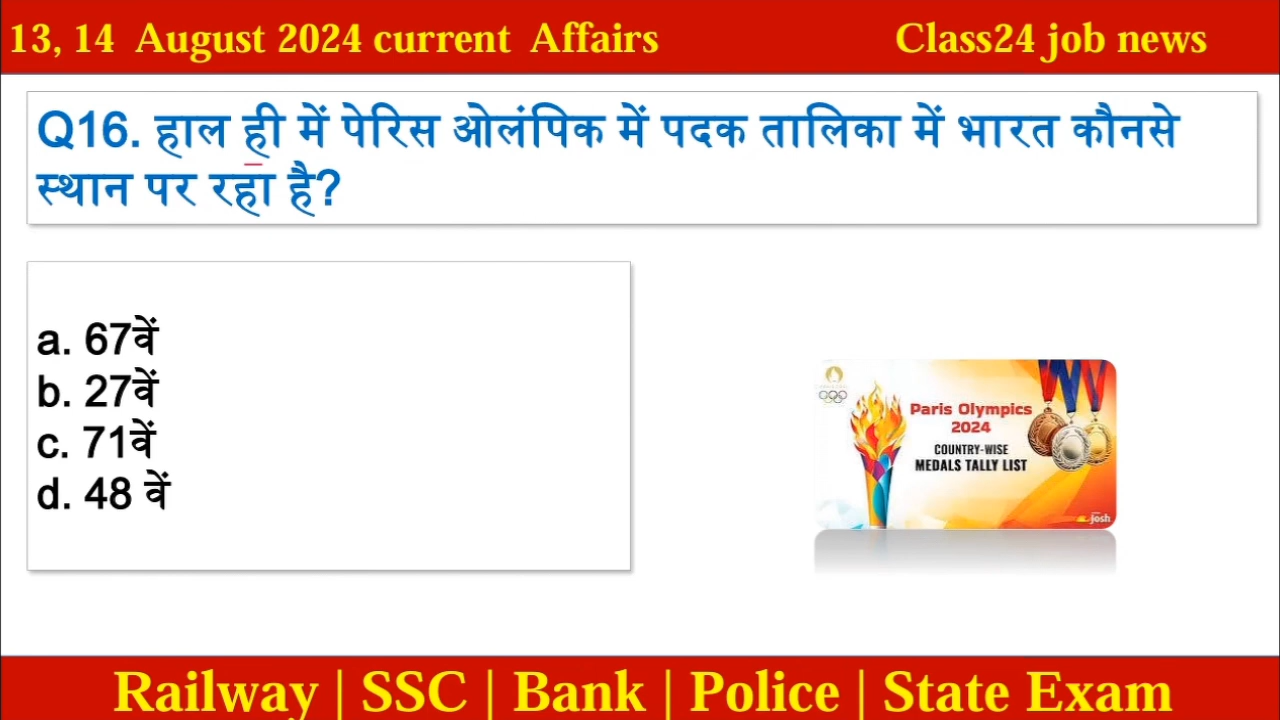 13, 14 August 2024 current Affairs Class24 job news
Q16. हाल ही में पेरिस ओलंपिक में पदक तालिका में भारत कौनसे
स्थान पर रहा है?
a. 67वें
b. 27वें
c. 71वें
d. 48 वें
Paris Olympics
2024
COUNTRY-WISE
MEDALS TALLY LIST
josh
Railway | SSC | Bank | Police | State Exam